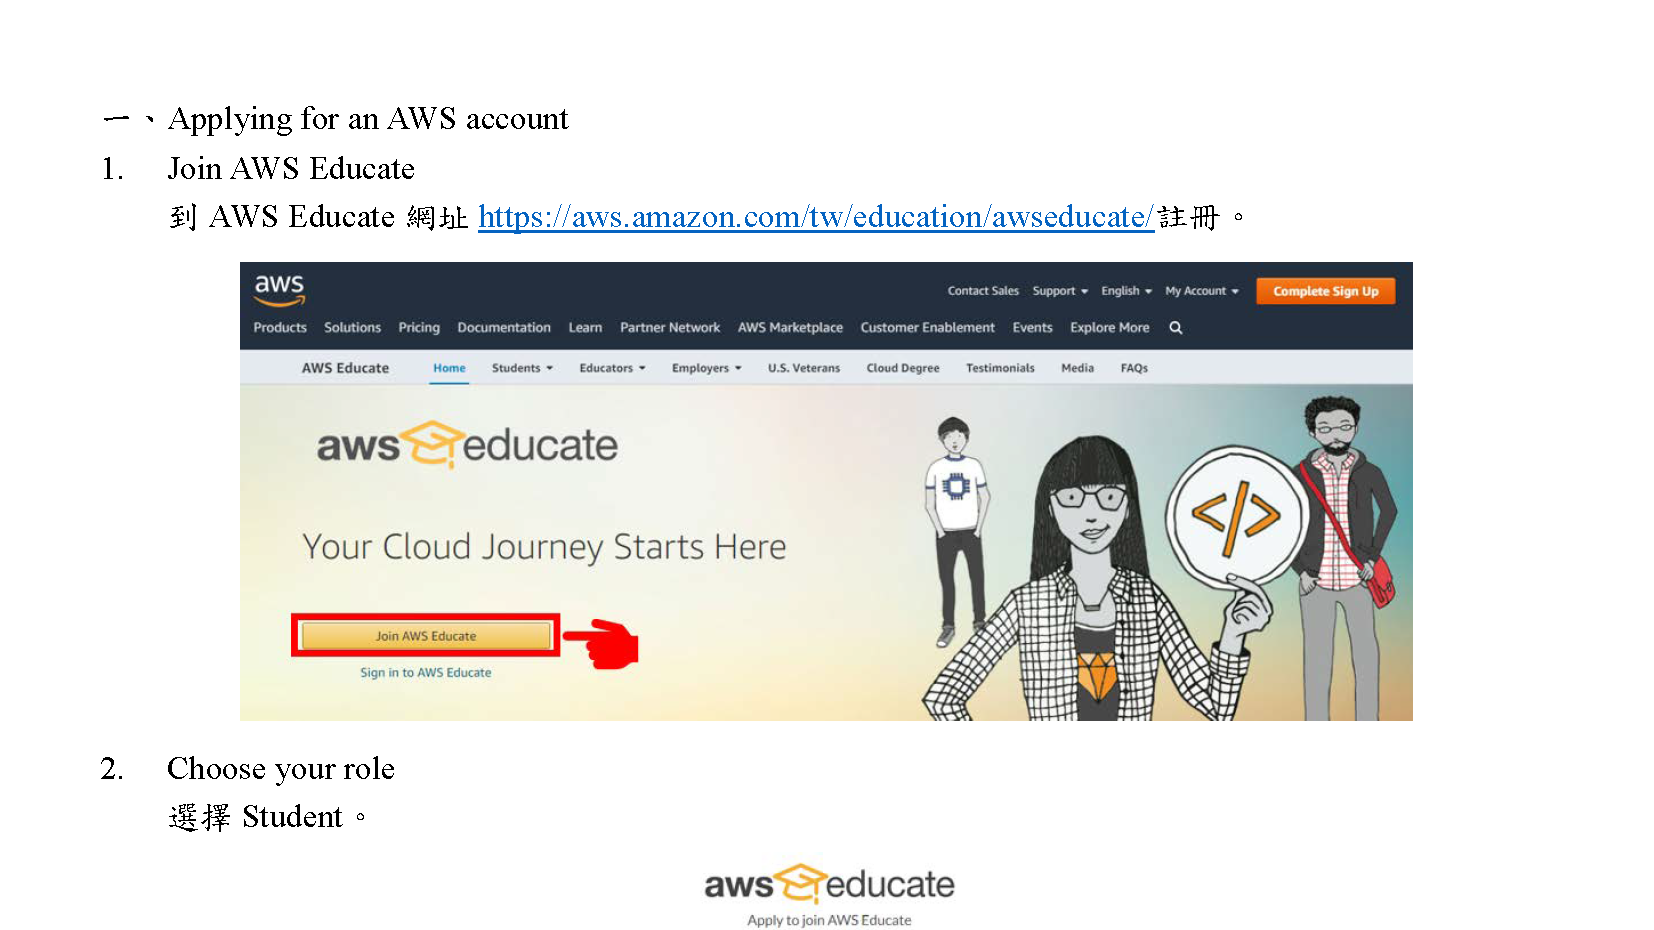 一、Applying for an AWS account
1. Join AWS Educate
到 AWS Educate 網址 https://aws.amazon.com/tw/education/awseducate/註冊。
aws
Contact Sales Support English My Account Complete Sign Up
Products Solutions Pricing Documentation Learn Partner Network AWS Marketplace Customer Enablement Events Explore More
AWS Educate Home Students Educators Employers U.S. Veterans Cloud Degree Testimonials Media FAQs
aws educate
Your Cloud Journey Starts Here
</>
Join AWS Educate
Sign in to AWS Educate
2. Choose your role
選擇 Student。
aws educate
Apply to join AWS Educate